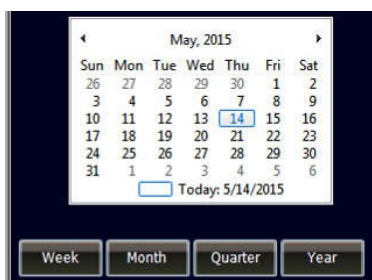 May, 2015
Sun Mon Tue Wed Thu Fri Sat
26 27 28 29 30 1 2
3 4 5 6 7 8 9
10 11 12 13 14 15 16
17 18 19 20 21 22 23
24 25 26 27 28 29 30
31 1 2 3 4 5 6
Today: 5/14/2015
Week Month Quarter Year